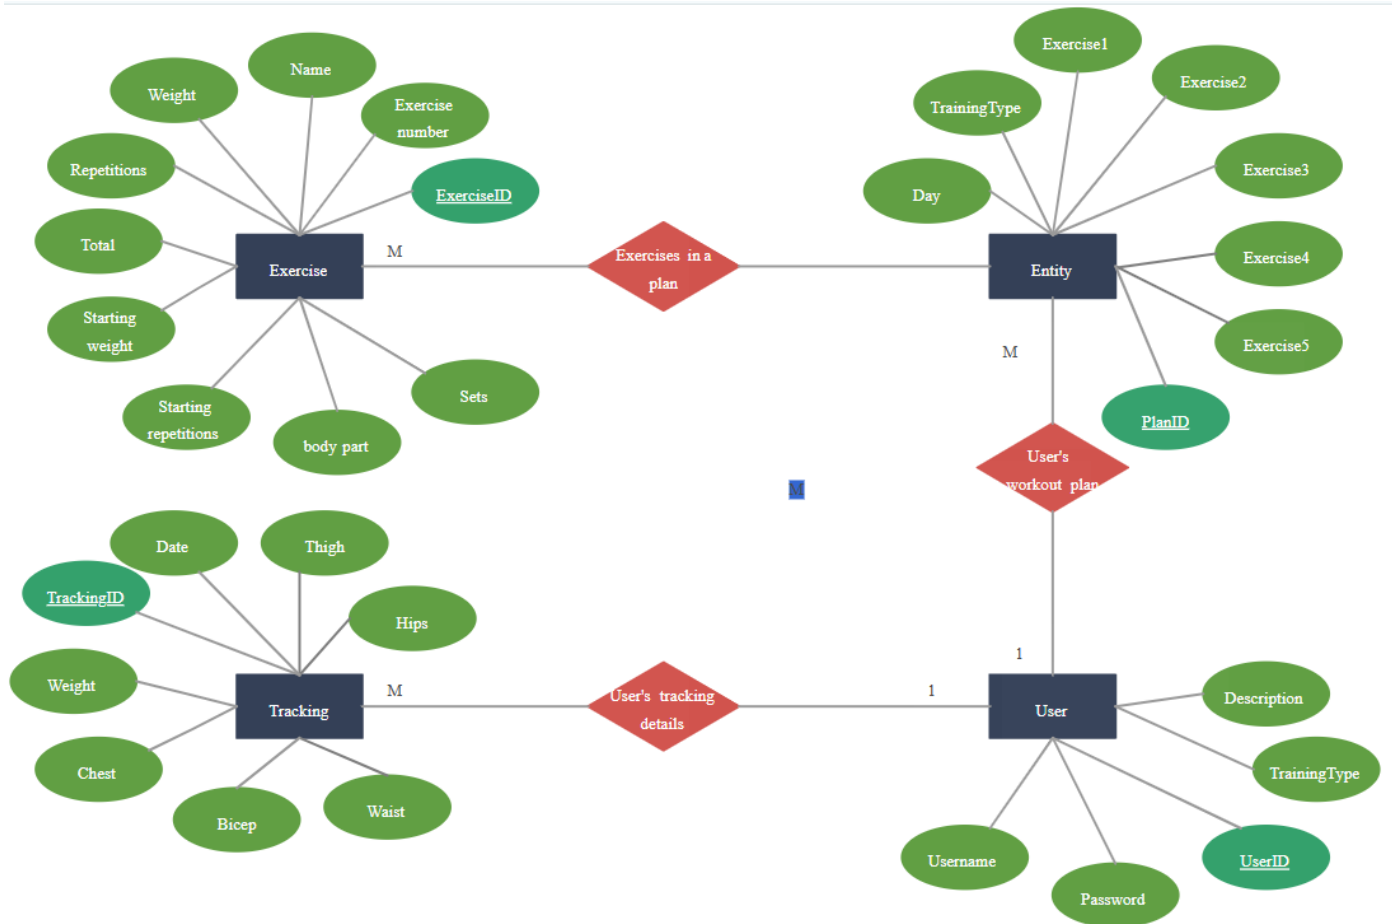 Exercise1
Name
Exercise2
Weight
Exercise
number
TrainingType
Repetitions
Exercise3
ExerciseID
Day
Total
M
Exercises in a
plan
Exercise
Entity
Exercise4
Starting
weight
Exercise5
M
Sets
Starting
repetitions
body part
PlanID
User's
workout plan
M
Date
Thigh
TrackingID
Hips
1
Weight
M
User's tracking
details
1
Tracking
User
Description
Chest
TrainingType
Bicep
Waist
Username
UserID
Password